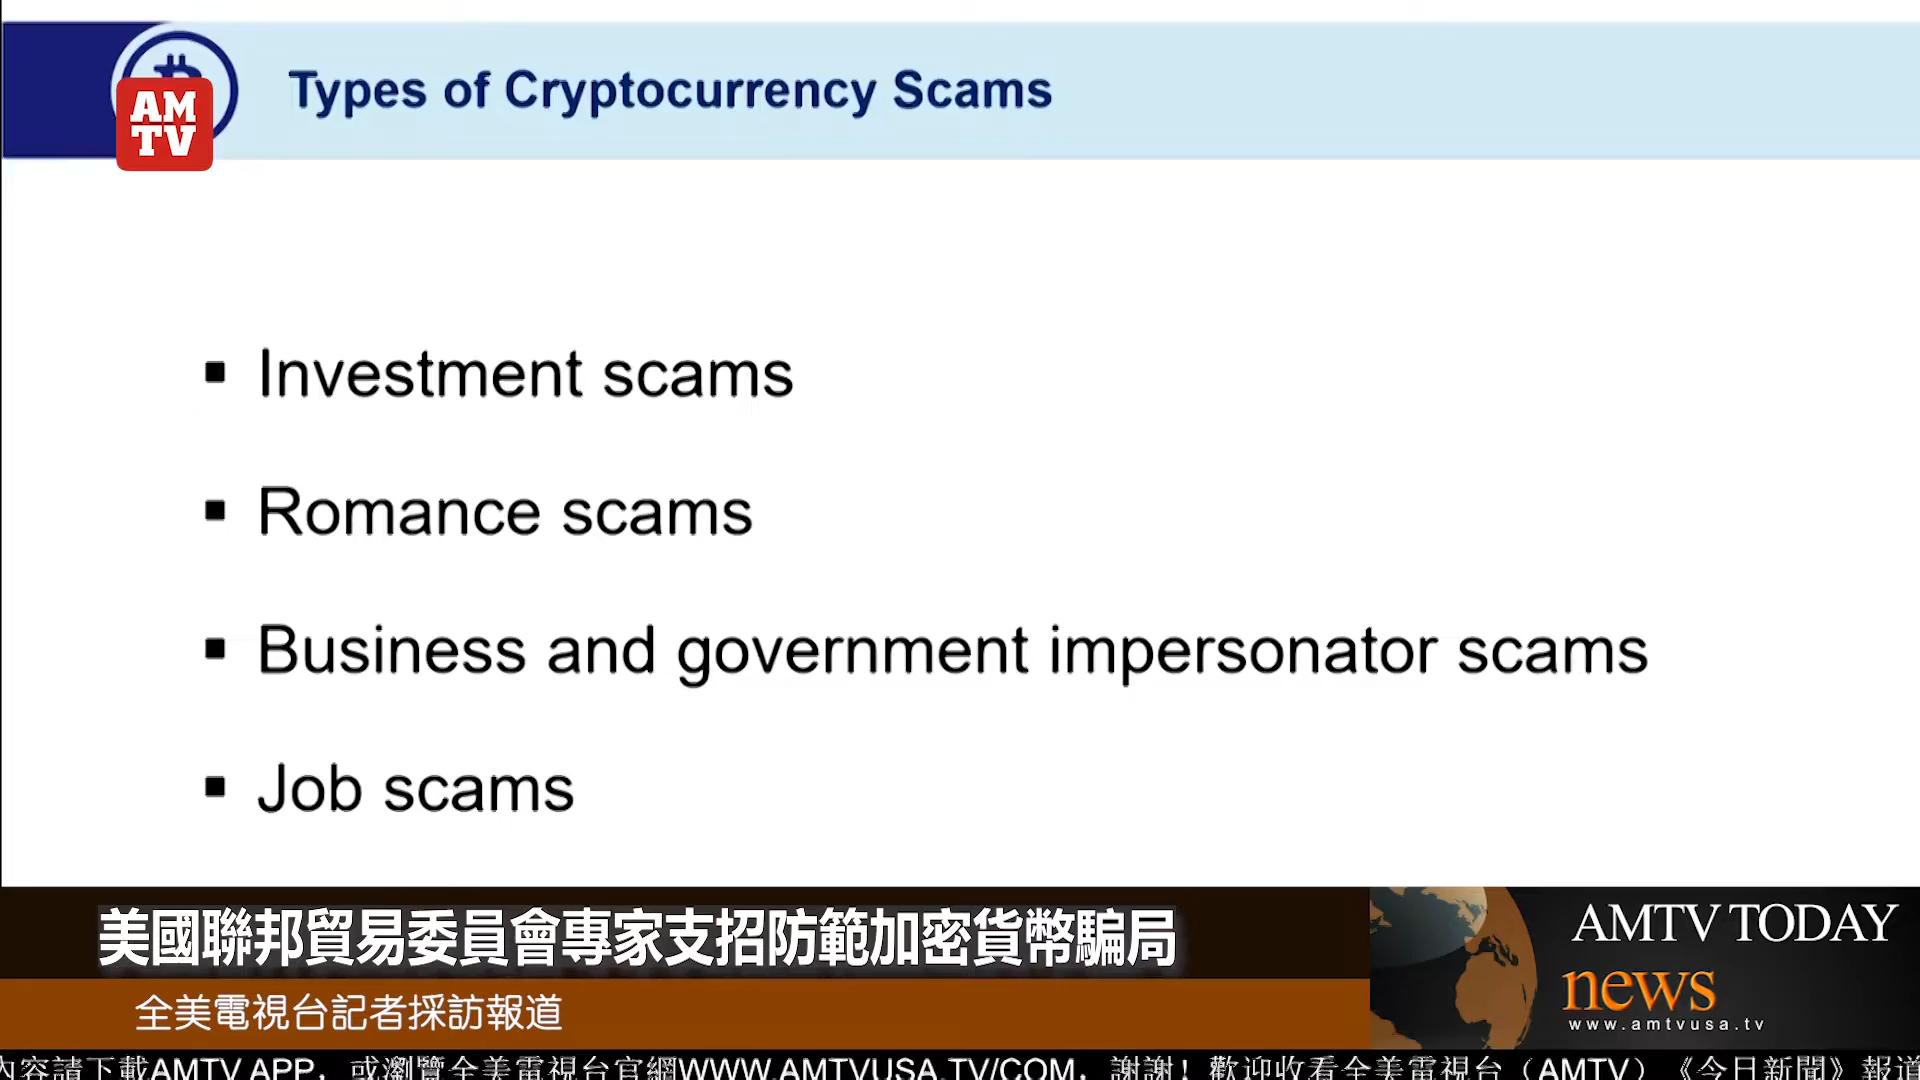 AM
TV
Types of Cryptocurrency Scams
▪ Investment scams
▪ Romance scams
▪ Business and government impersonator scams
▪ Job scams
美國聯邦貿易委員會專家支招防範加密貨幣騙局
全美電視台記者採訪報道
AMTV TODAY
news
www.amtvusa.tv
內容請下載AMTV APP，或瀏覽全美電視台官網WWW.AMTVUSA.TV/COM，謝謝！歡迎收看全美電視台（AMTV）《今日新聞》報道